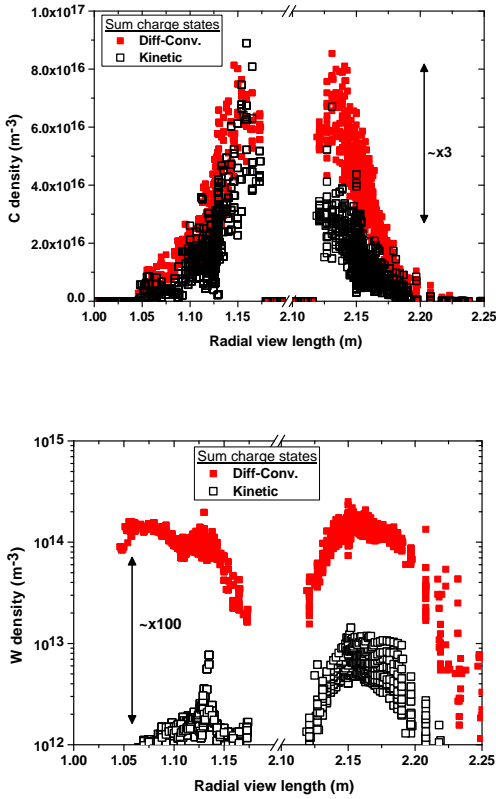 1.0x10¹⁷
8.0x10¹⁶
6.0x10¹⁶
4.0x10¹⁶
2.0x10¹⁶
0.0
C density (m⁻³)
Sum charge states
Diff-Conv.
Kinetic
~x3
1.00 1.05 1.10 1.15 2.10 2.15 2.20 2.25
Radial view length (m)
10¹⁵
10¹⁴
10¹³
10¹²
W density (m⁻³)
Sum charge states
Diff-Conv.
Kinetic
~x100
1.00 1.05 1.10 1.15 2.10 2.15 2.20 2.25
Radial view length (m)